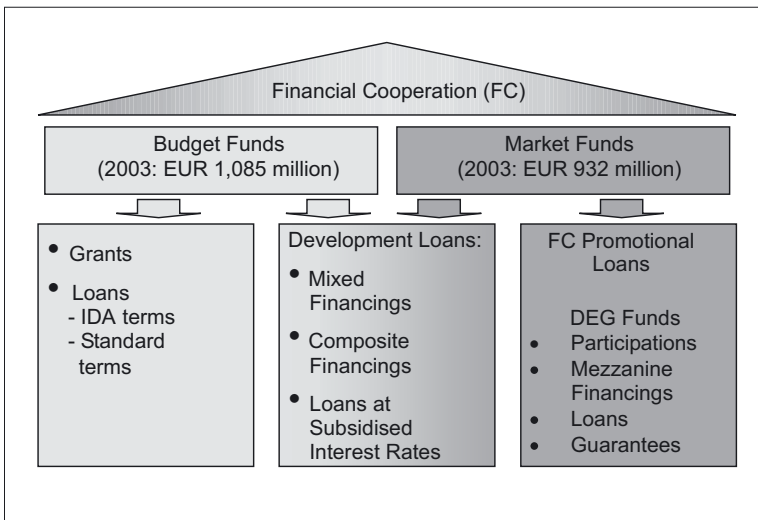 Financial Cooperation (FC)
Budget Funds
(2003: EUR 1,085 million)
Market Funds
(2003: EUR 932 million)
• Grants
• Loans
- IDA terms
- Standard
terms
Development Loans:
• Mixed
Financings
• Composite
Financings
• Loans at
Subsidised
Interest Rates
FC Promotional
Loans
DEG Funds
• Participations
• Mezzanine
Financings
• Loans
• Guarantees